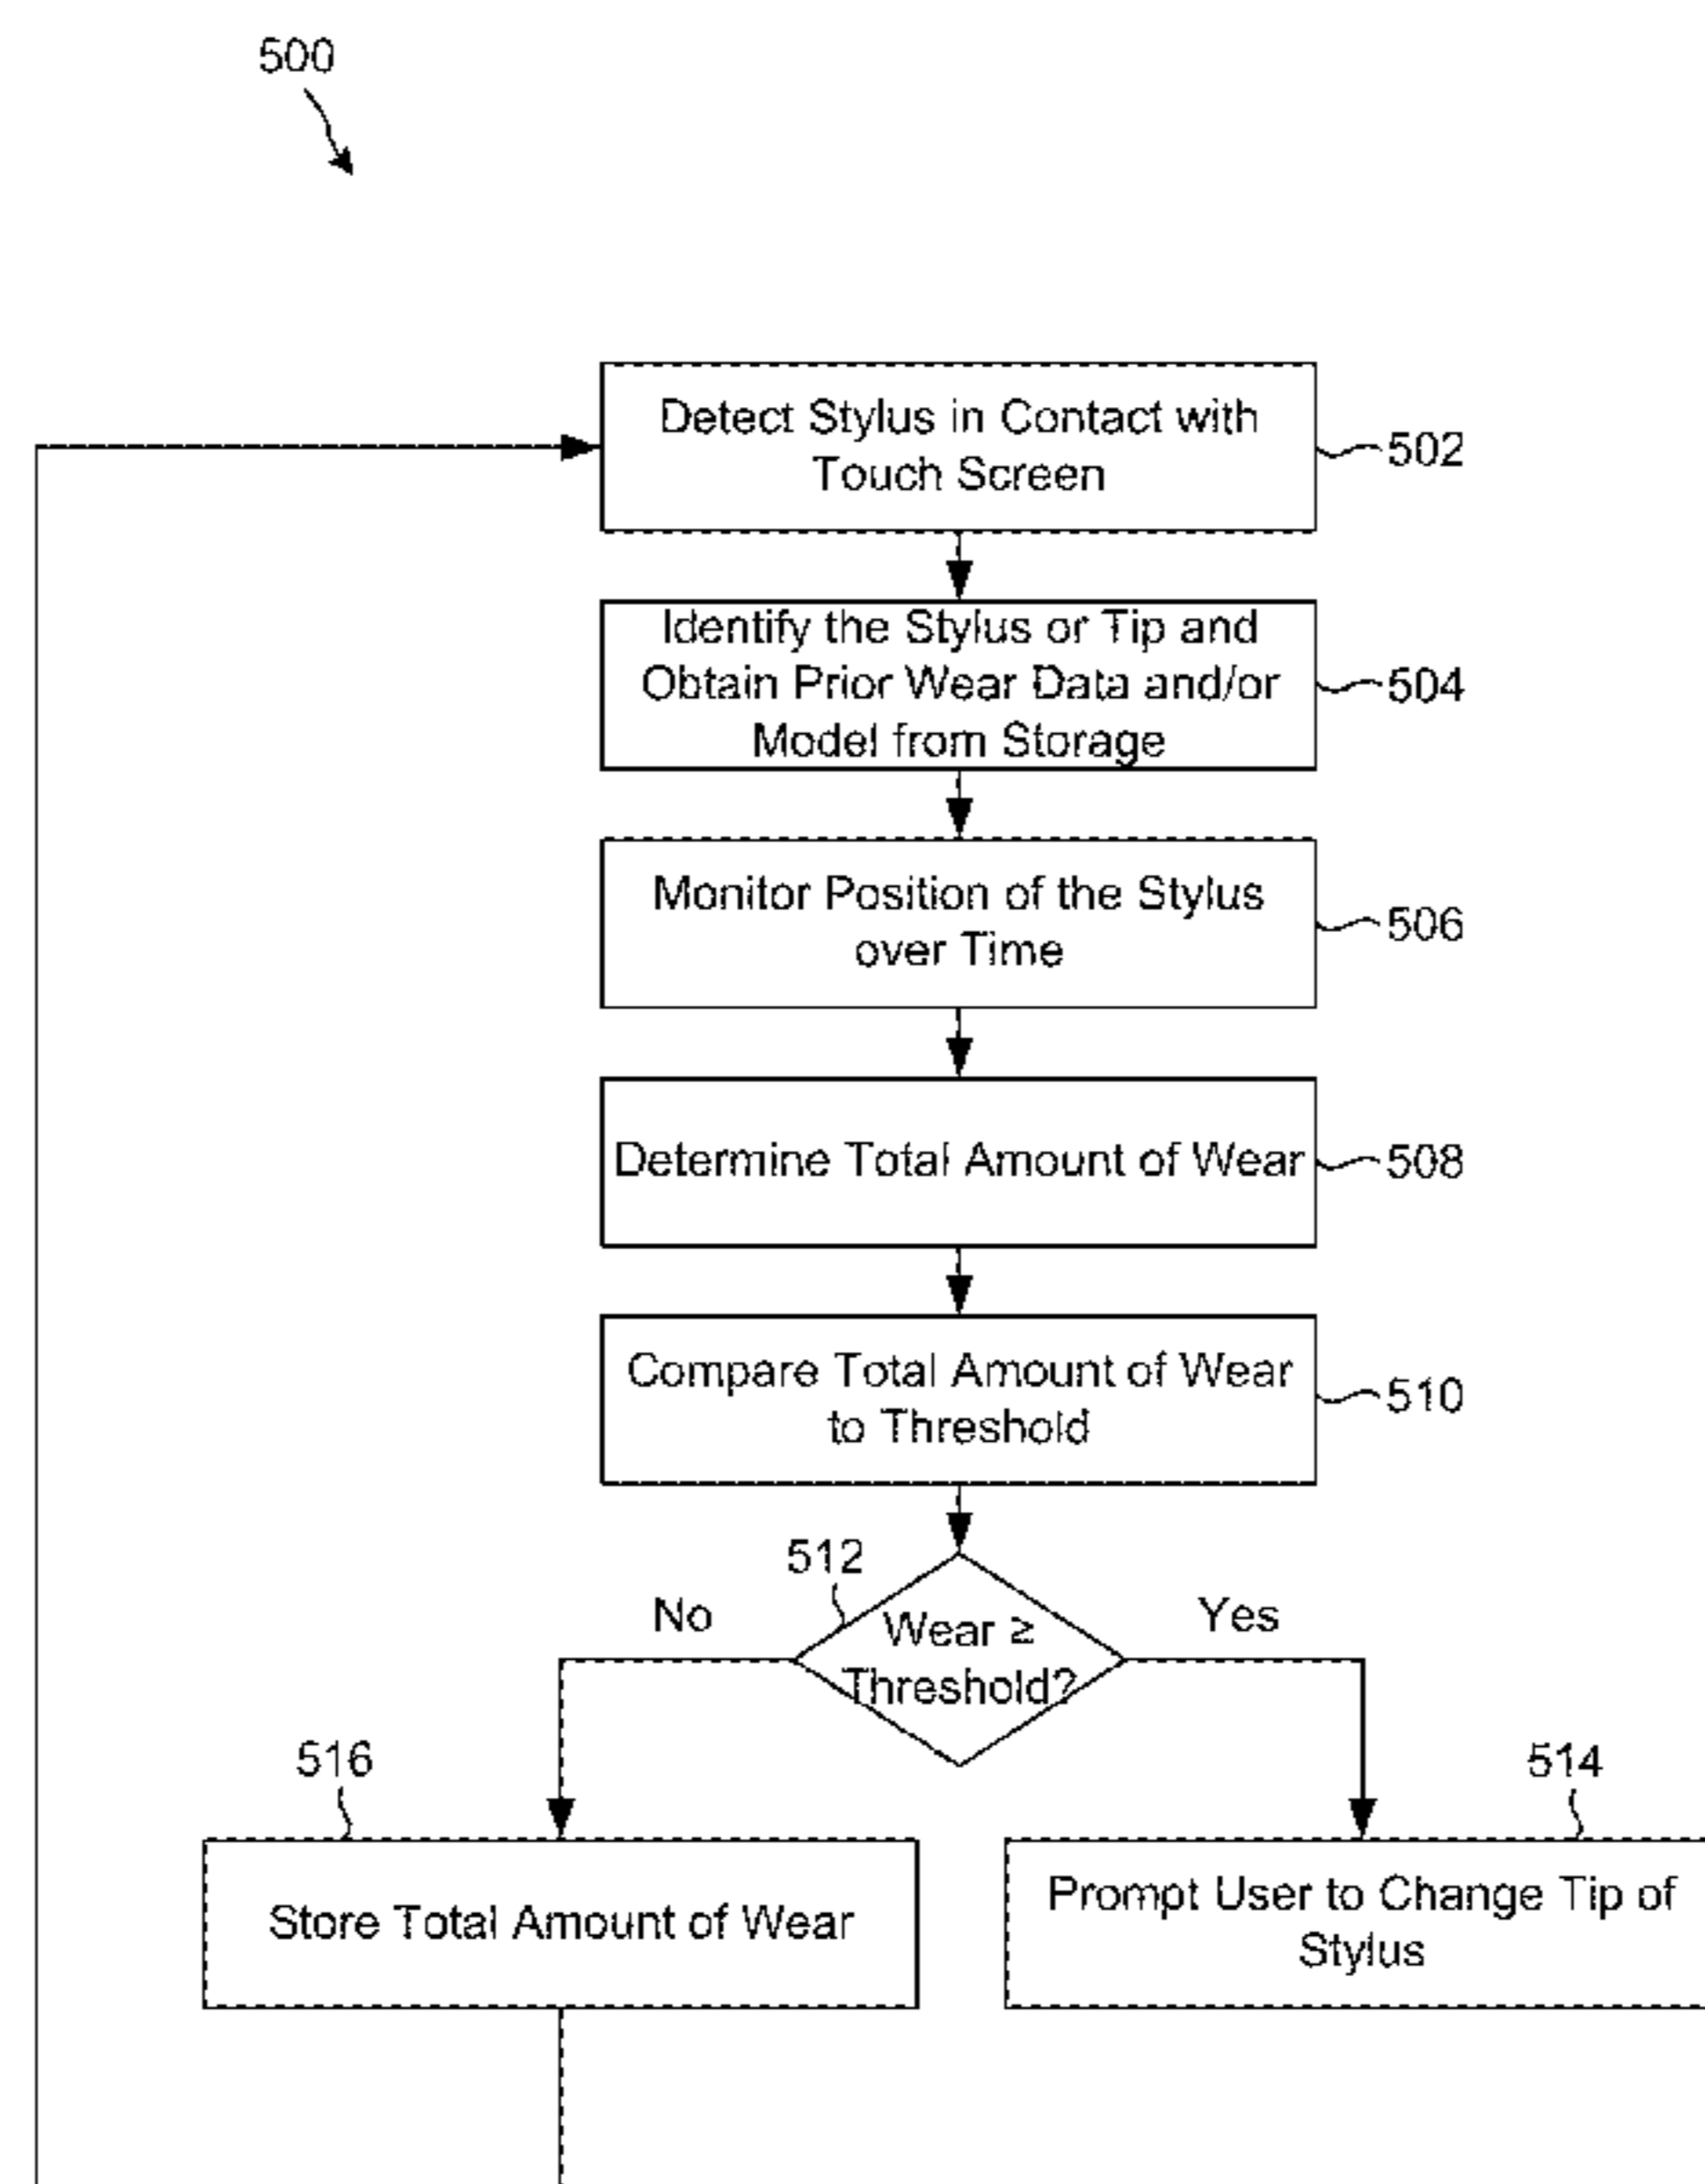 500
Detect Stylus in Contact with
Touch Screen
502
Identify the Stylus or Tip and
Obtain Prior Wear Data and/or
Model from Storage
504
Monitor Position of the Stylus
over Time
506
Determine Total Amount of Wear
508
Compare Total Amount of Wear
to Threshold
510
512
No
Wear ≥
Threshold?
Yes
516
Store Total Amount of Wear
514
Prompt User to Change Tip of
Stylus